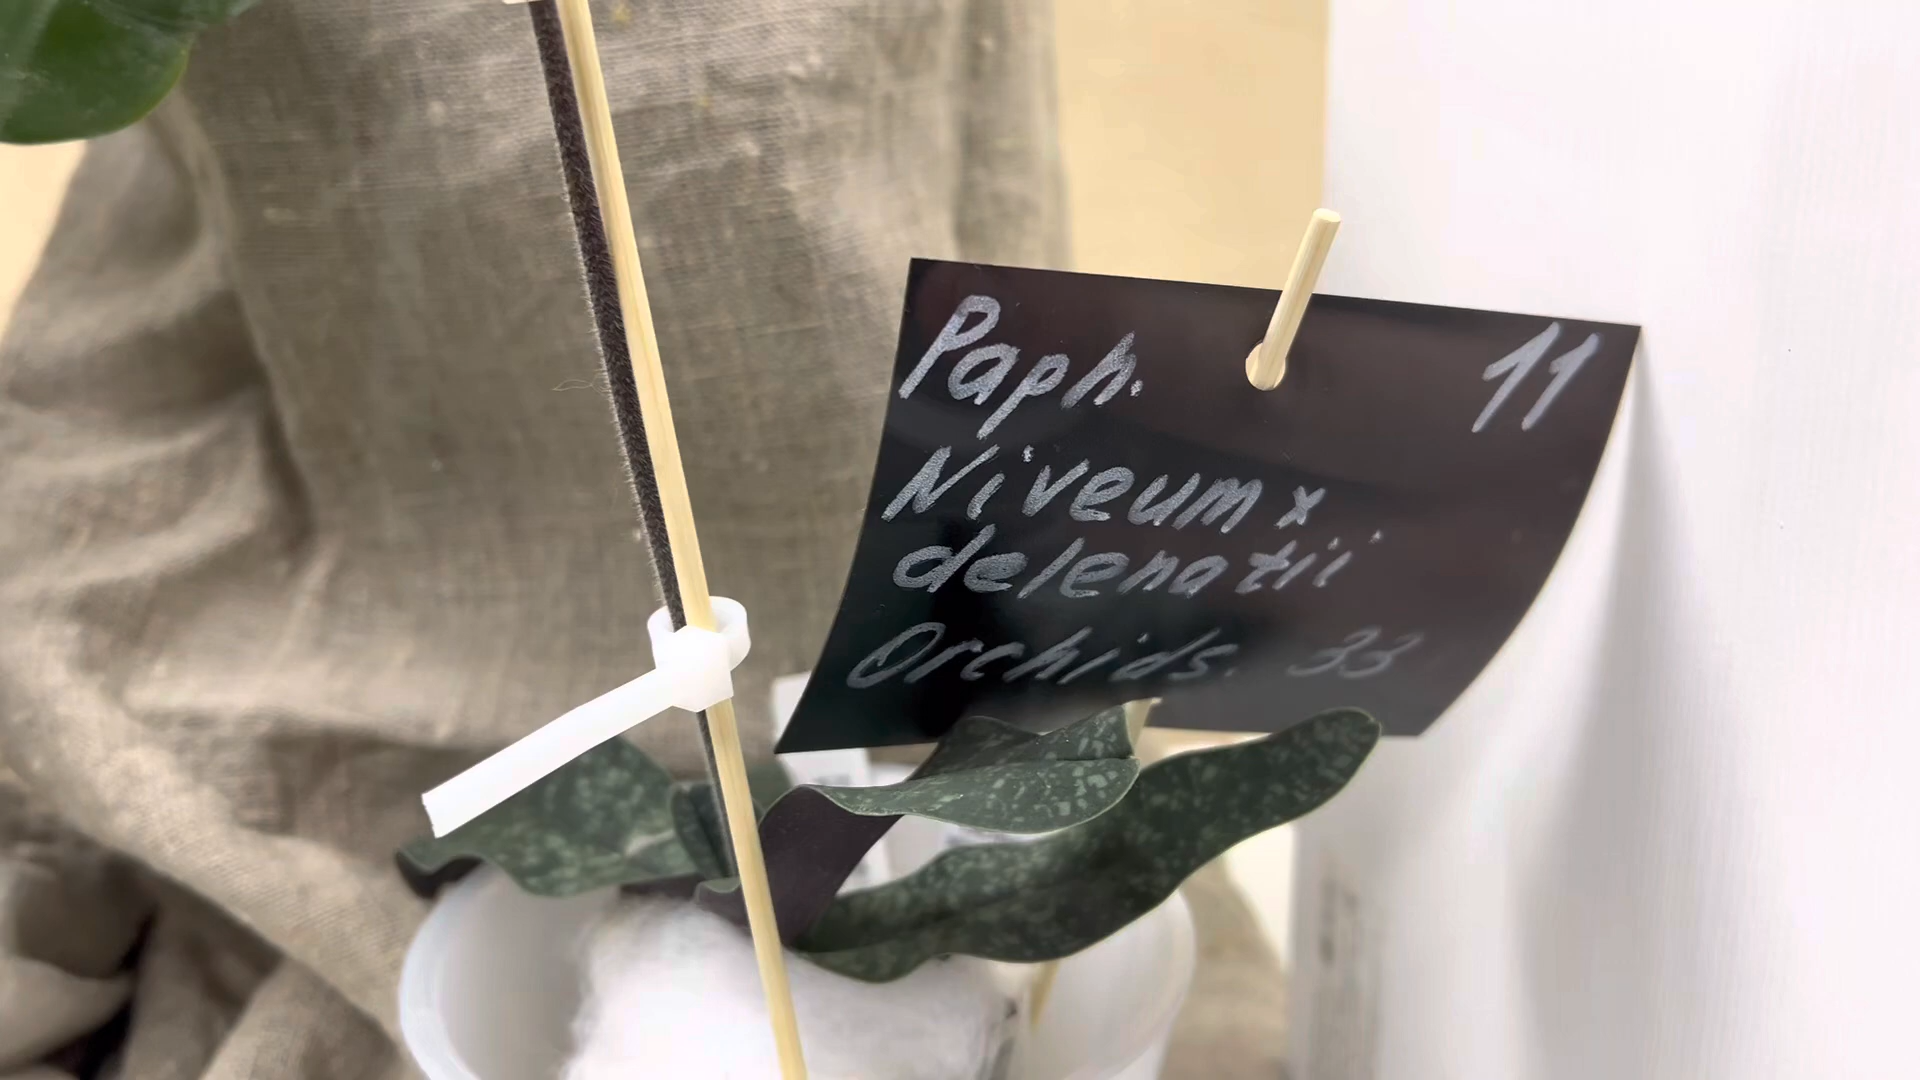 Paph. 11
Niveum x
delenatii
Orchids. 33